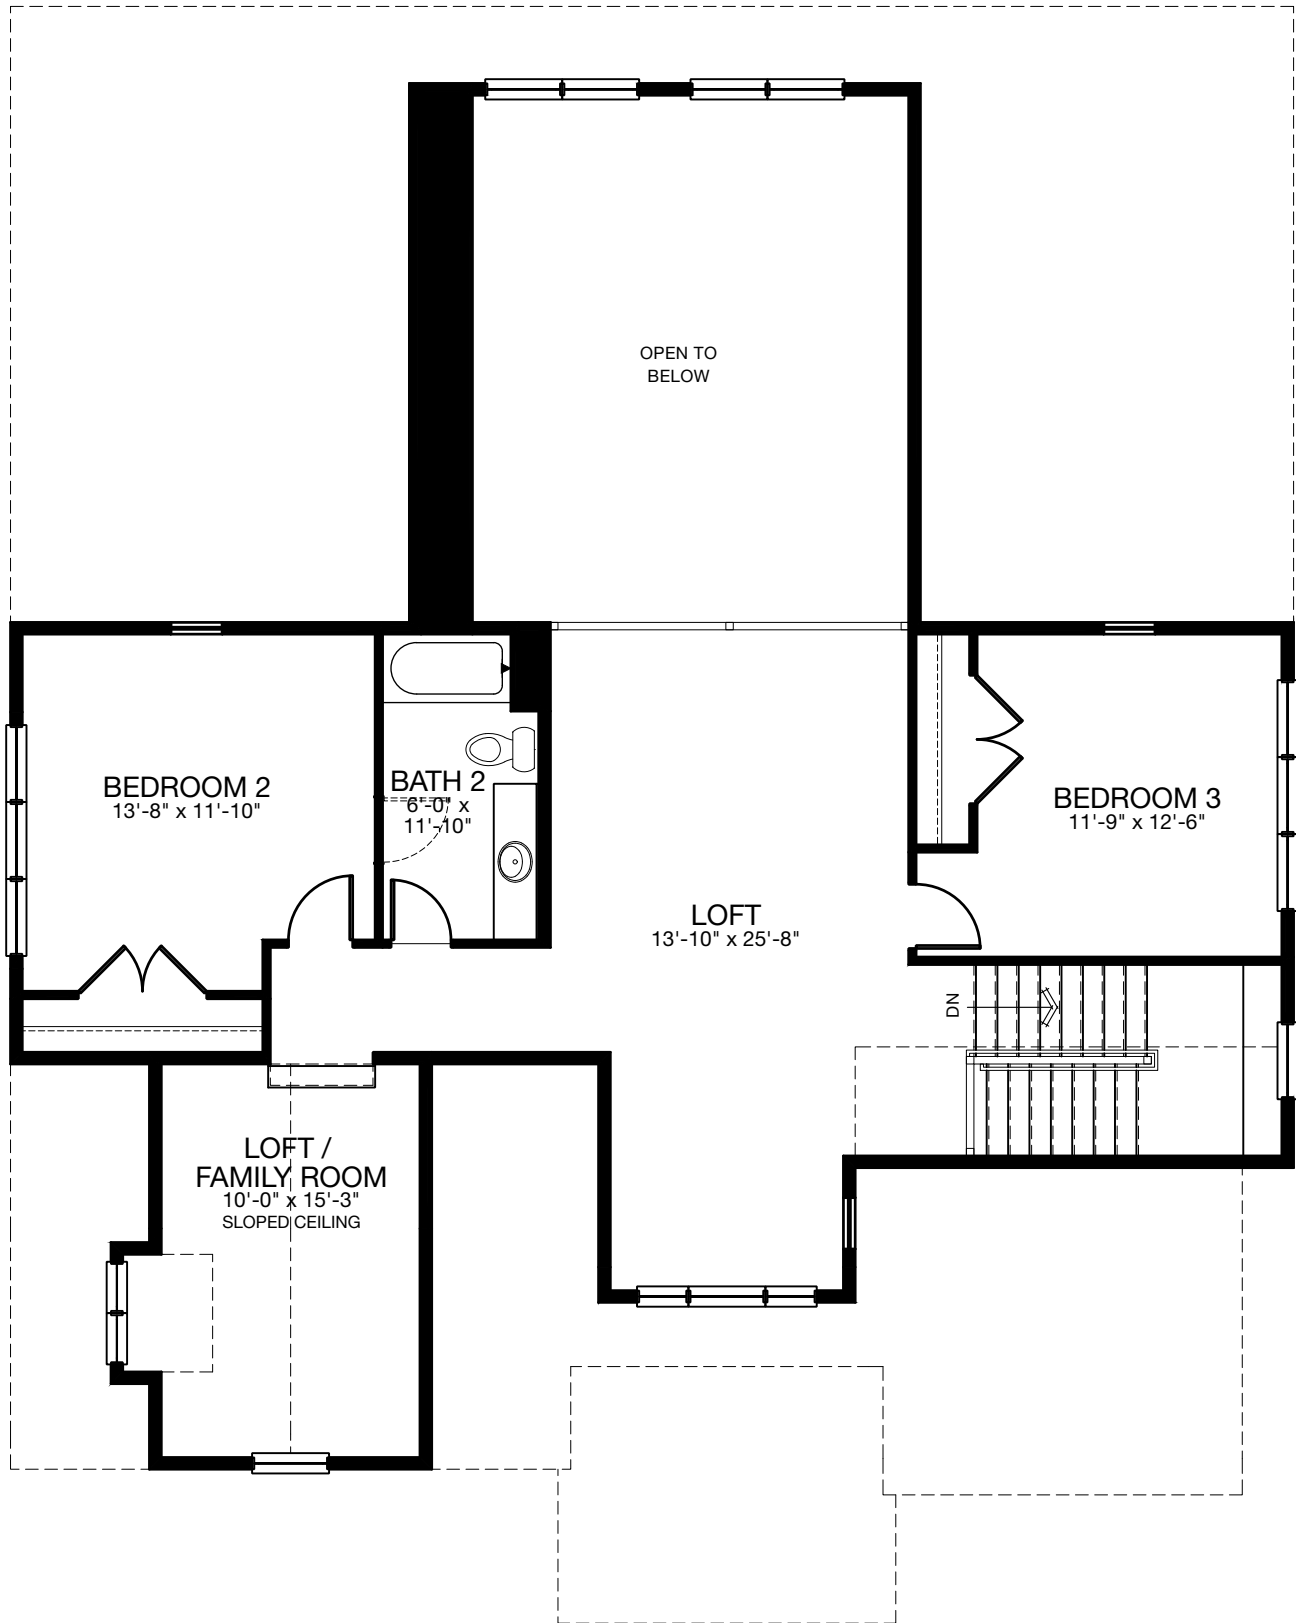 OPEN TO
BELOW
BEDROOM 2
13'-8" x 11'-10"
BATH 2
6'-0" x
11'-10"
BEDROOM 3
11'-9" x 12'-6"
LOFT
13'-10" x 25'-8"
DN
LOFT /
FAMILY ROOM
10'-0" x 15'-3"
SLOPED CEILING